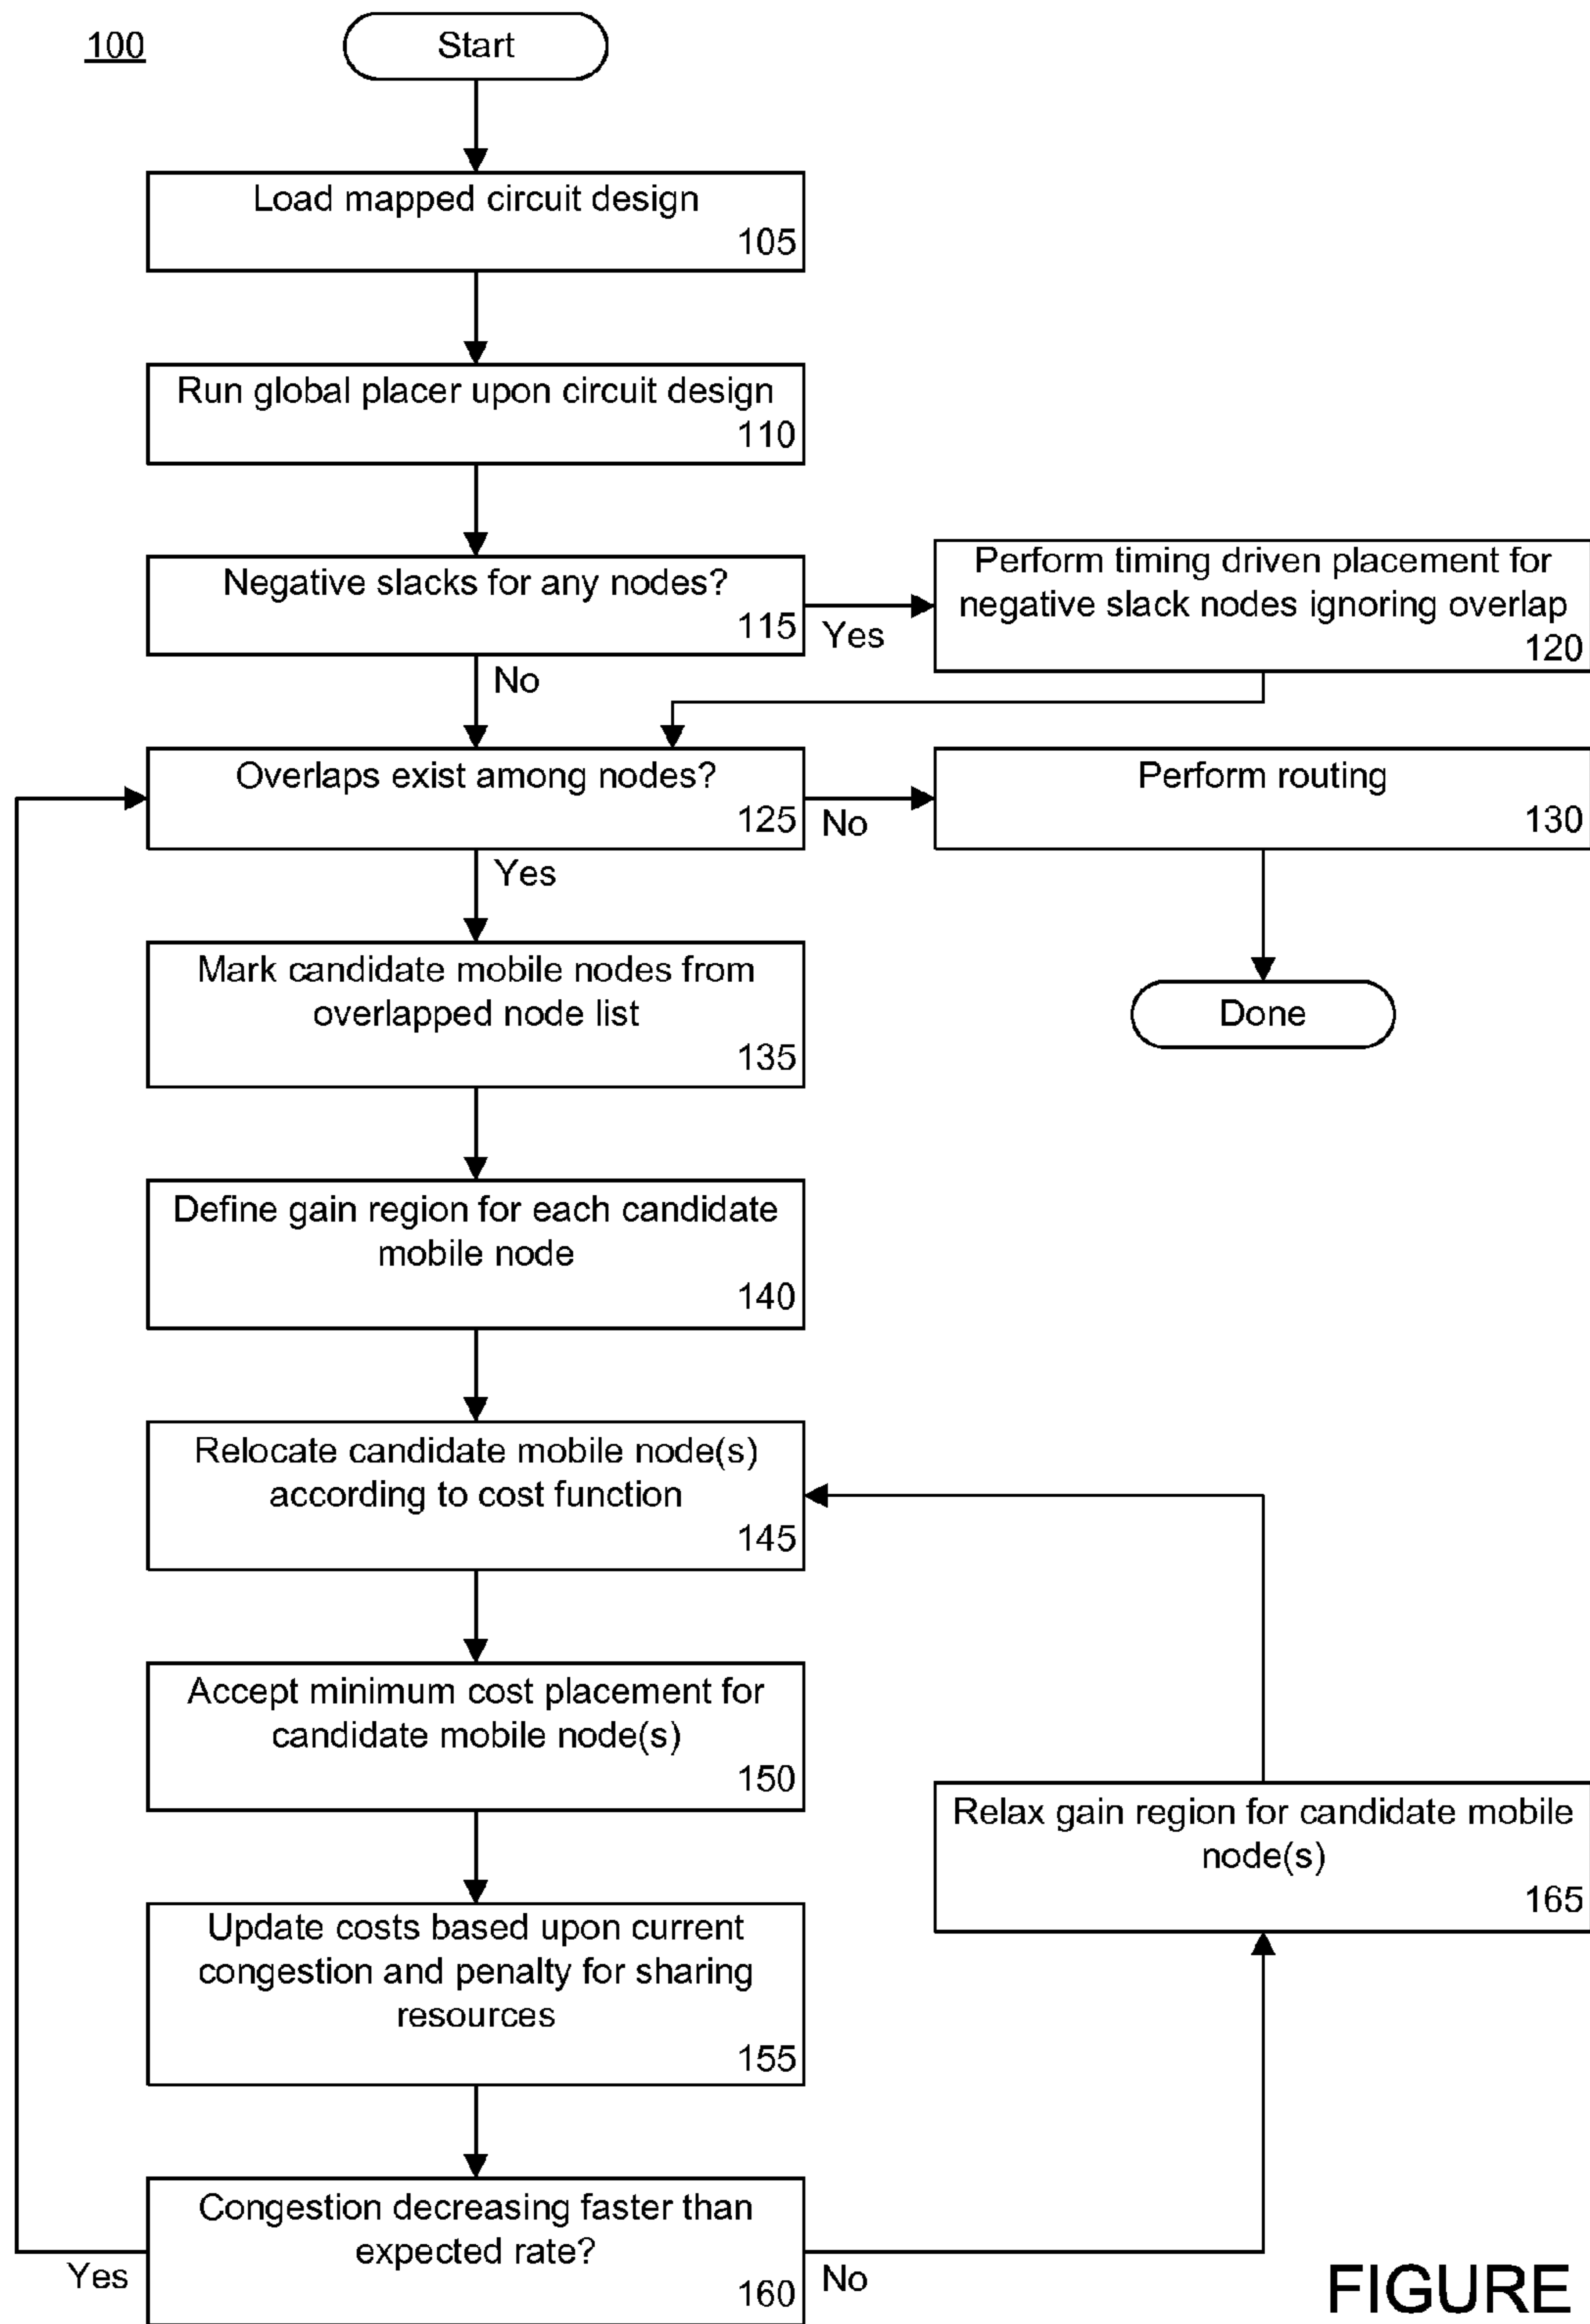 100
Start
Load mapped circuit design
105
Run global placer upon circuit design
110
Negative slacks for any nodes?
115
Yes
No
Perform timing driven placement for
negative slack nodes ignoring overlap
120
Overlaps exist among nodes?
125
No
Yes
Perform routing
130
Done
Mark candidate mobile nodes from
overlapped node list
135
Define gain region for each candidate
mobile node
140
Relocate candidate mobile node(s)
according to cost function
145
Accept minimum cost placement for
candidate mobile node(s)
150
Update costs based upon current
congestion and penalty for sharing
resources
155
Relax gain region for candidate mobile
node(s)
165
Congestion decreasing faster than
expected rate?
160
Yes
No
FIGURE